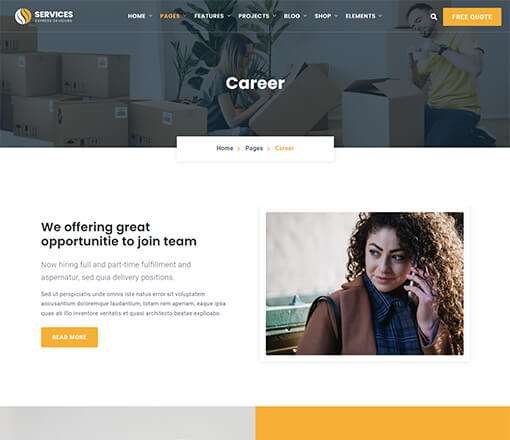 SERVICES
EXPRESS 24 HOURS
HOME PAGES FEATURES PROJECTS BLOG SHOP ELEMENTS
FREE QUOTE
Career
Home Pages Career
We offering great
opportunitie to join team
Now hiring full and part-time fulfillment and
aspernatur, sed quia delivery positions.
Sed ut perspiciatis unde omnis iste natus error sit voluptatem
accusantium doloremque laudantium, totam rem aperiam, eaque ipsa
quae ab illo inventore veritatis et quasi architecto beatae explicabo.
READ MORE